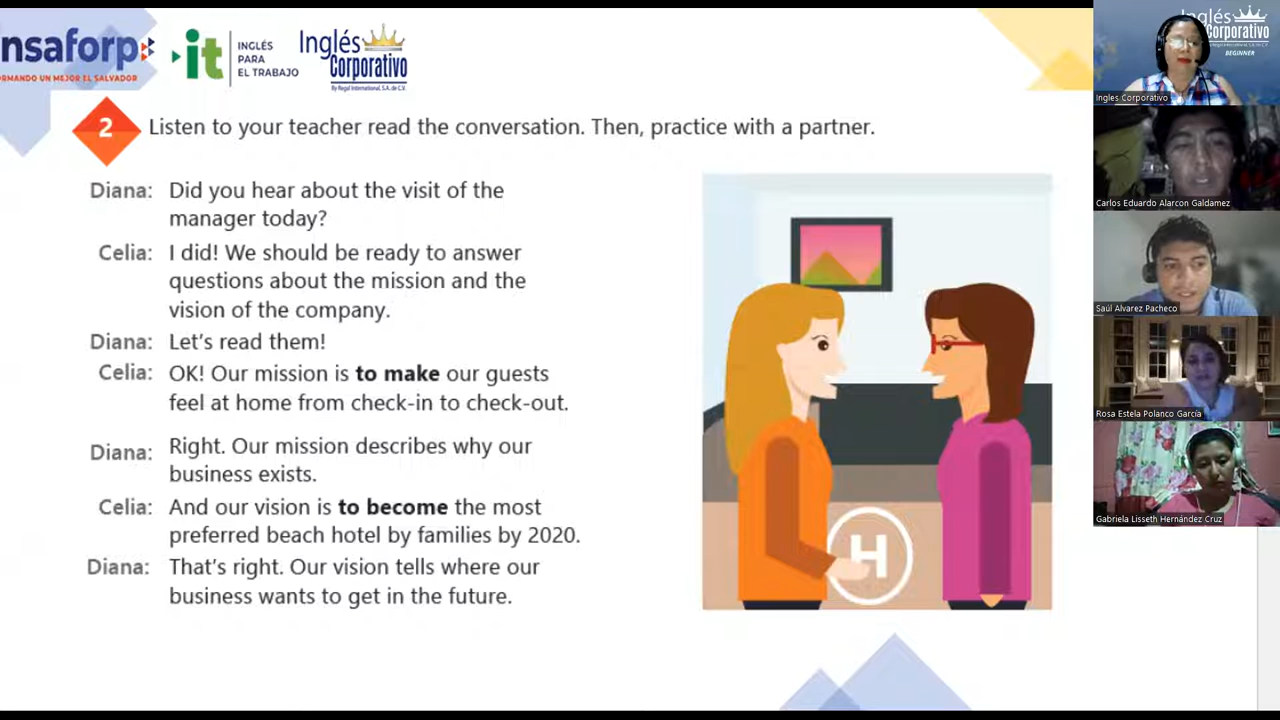 nsaforp
ORMANDO UN MEJOR EL SALVADOR
it
INGLÉS
PARA
EL TRABAJO
Inglés
Corporativo
By Regal International, S.A. de C.V.
2
Listen to your teacher read the conversation. Then, practice with a partner.
Diana: Did you hear about the visit of the
manager today?
Celia: I did! We should be ready to answer
questions about the mission and the
vision of the company.
Diana: Let's read them!
Celia: OK! Our mission is to make our guests
feel at home from check-in to check-out.
Diana: Right. Our mission describes why our
business exists.
Celia: And our vision is to become the most
preferred beach hotel by families by 2020.
Diana: That's right. Our vision tells where our
business wants to get in the future.
H
Inglés
Corporativo
BEGINNER
Ingles Corporativo
Carlos Eduardo Alarcon Galdamez
Saúl Alvarez Pacheco
Rosa Estela Polanco García
Gabriela Lisseth Hernández Cruz